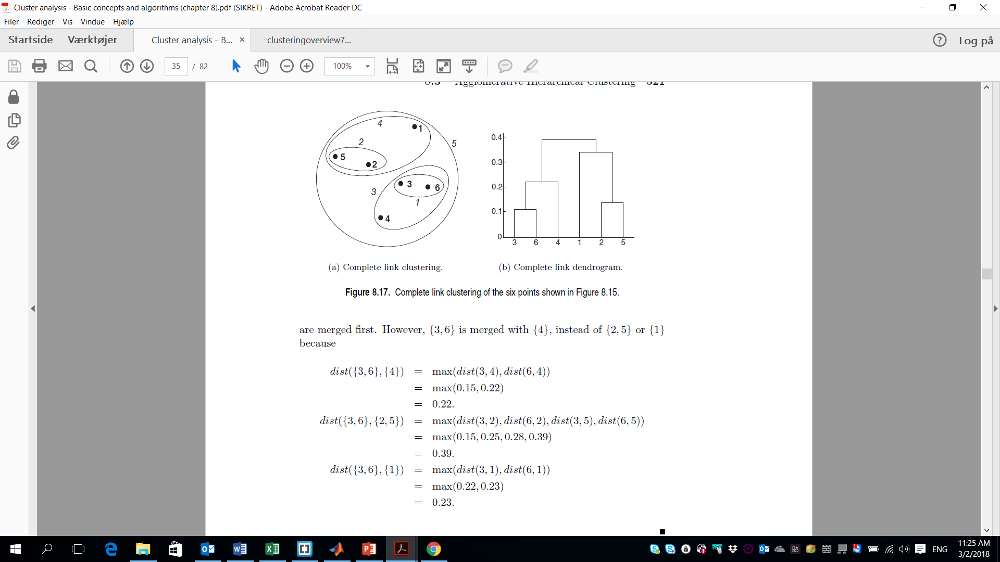 Cluster analysis - Basic concepts and algorithms (chapter 8).pdf (SIKRET) - Adobe Acrobat Reader DC
Filer Rediger Vis Vindue Hjælp
Startside Værktøjer Cluster analysis - B... × clusteringoverview7... ? Log på
35 / 82 100%
8.3 Agglomerative Hierarchical Clustering 521
4
1
2
5
5
2
3
6
3
1
4
0.4
0.3
0.2
0.1
0
3 6 4 1 2 5
(a) Complete link clustering. (b) Complete link dendrogram.
Figure 8.17. Complete link clustering of the six points shown in Figure 8.15.
are merged first. However, {3, 6} is merged with {4}, instead of {2, 5} or {1}
because
dist({3, 6}, {4}) = max(dist(3, 4), dist(6, 4))
= max(0.15, 0.22)
= 0.22.
dist({3, 6}, {2, 5}) = max(dist(3, 2), dist(6, 2), dist(3, 5), dist(6, 5))
= max(0.15, 0.25, 0.28, 0.39)
= 0.39.
dist({3, 6}, {1}) = max(dist(3, 1), dist(6, 1))
= max(0.22, 0.23)
= 0.23.
ENG
11:25 AM
3/2/2018